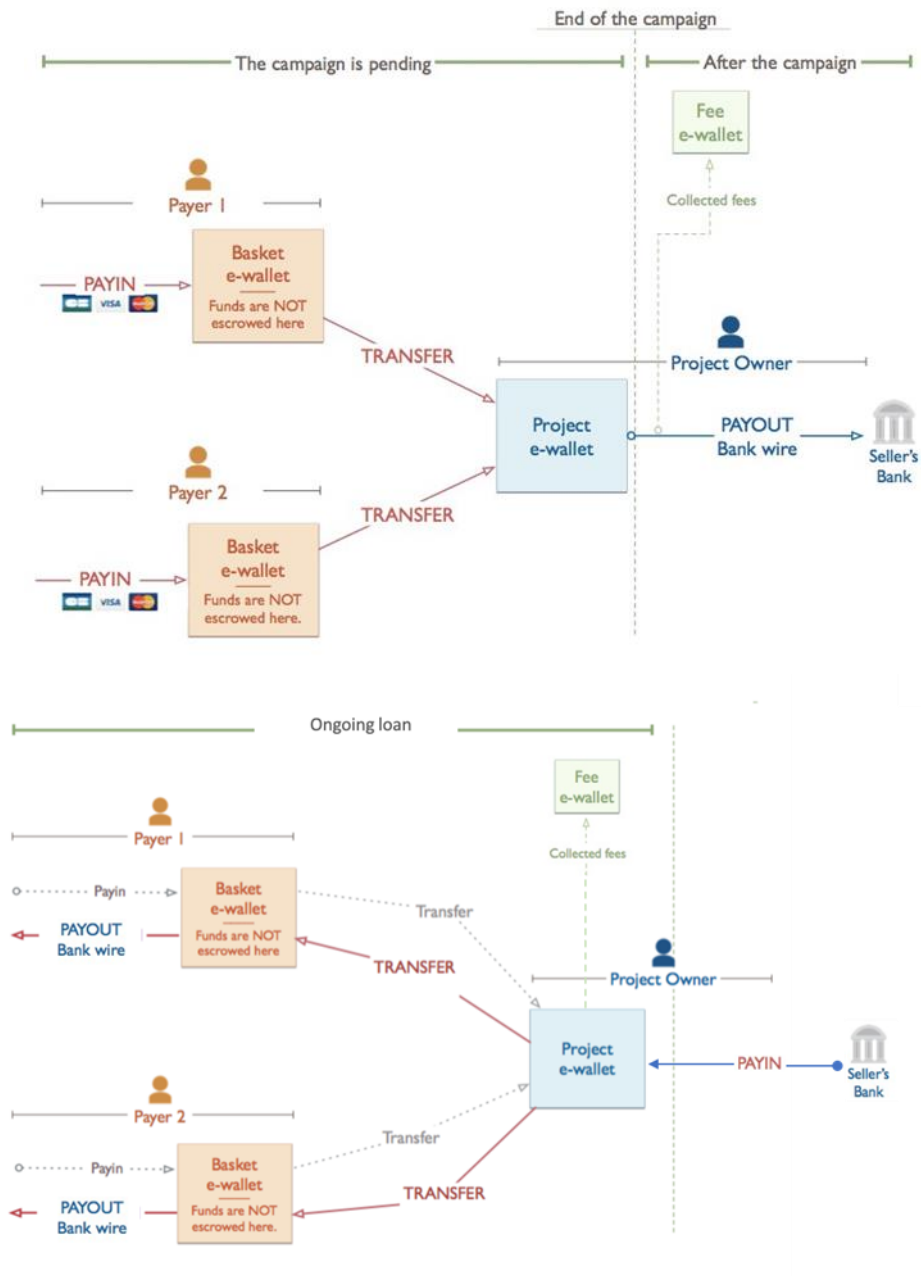 End of the campaign
The campaign is pending
After the campaign
Fee
e-wallet
Collected fees
Payer 1
Basket
e-wallet
Funds are NOT
escrowed here
PAYIN
CB VISA MasterCard
TRANSFER
Project Owner
Project
e-wallet
PAYOUT
Bank wire
Seller's
Bank
Payer 2
TRANSFER
Basket
e-wallet
Funds are NOT
escrowed here.
PAYIN
CB VISA MasterCard
Ongoing loan
Fee
e-wallet
Collected fees
Payer 1
Payin
Basket
e-wallet
Funds are NOT
escrowed here
Transfer
PAYOUT
Bank wire
TRANSFER
Project Owner
Project
e-wallet
PAYIN
Seller's
Bank
Payer 2
Transfer
Payin
Basket
e-wallet
Funds are NOT
escrowed here.
TRANSFER
PAYOUT
Bank wire